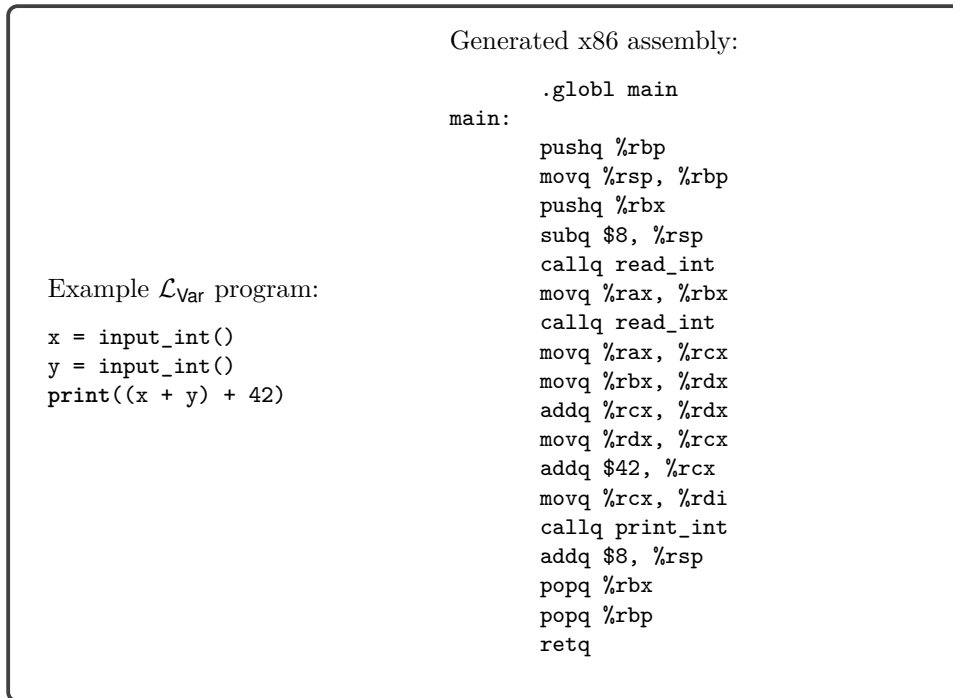 Example LVar program:
x = input_int()
y = input_int()
print((x + y) + 42)
Generated x86 assembly:
.globl main
main:
pushq %rbp
movq %rsp, %rbp
pushq %rbx
subq $8, %rsp
callq read_int
movq %rax, %rbx
callq read_int
movq %rax, %rcx
movq %rbx, %rdx
addq %rcx, %rdx
movq %rdx, %rcx
addq $42, %rcx
movq %rcx, %rdi
callq print_int
addq $8, %rsp
popq %rbx
popq %rbp
retq